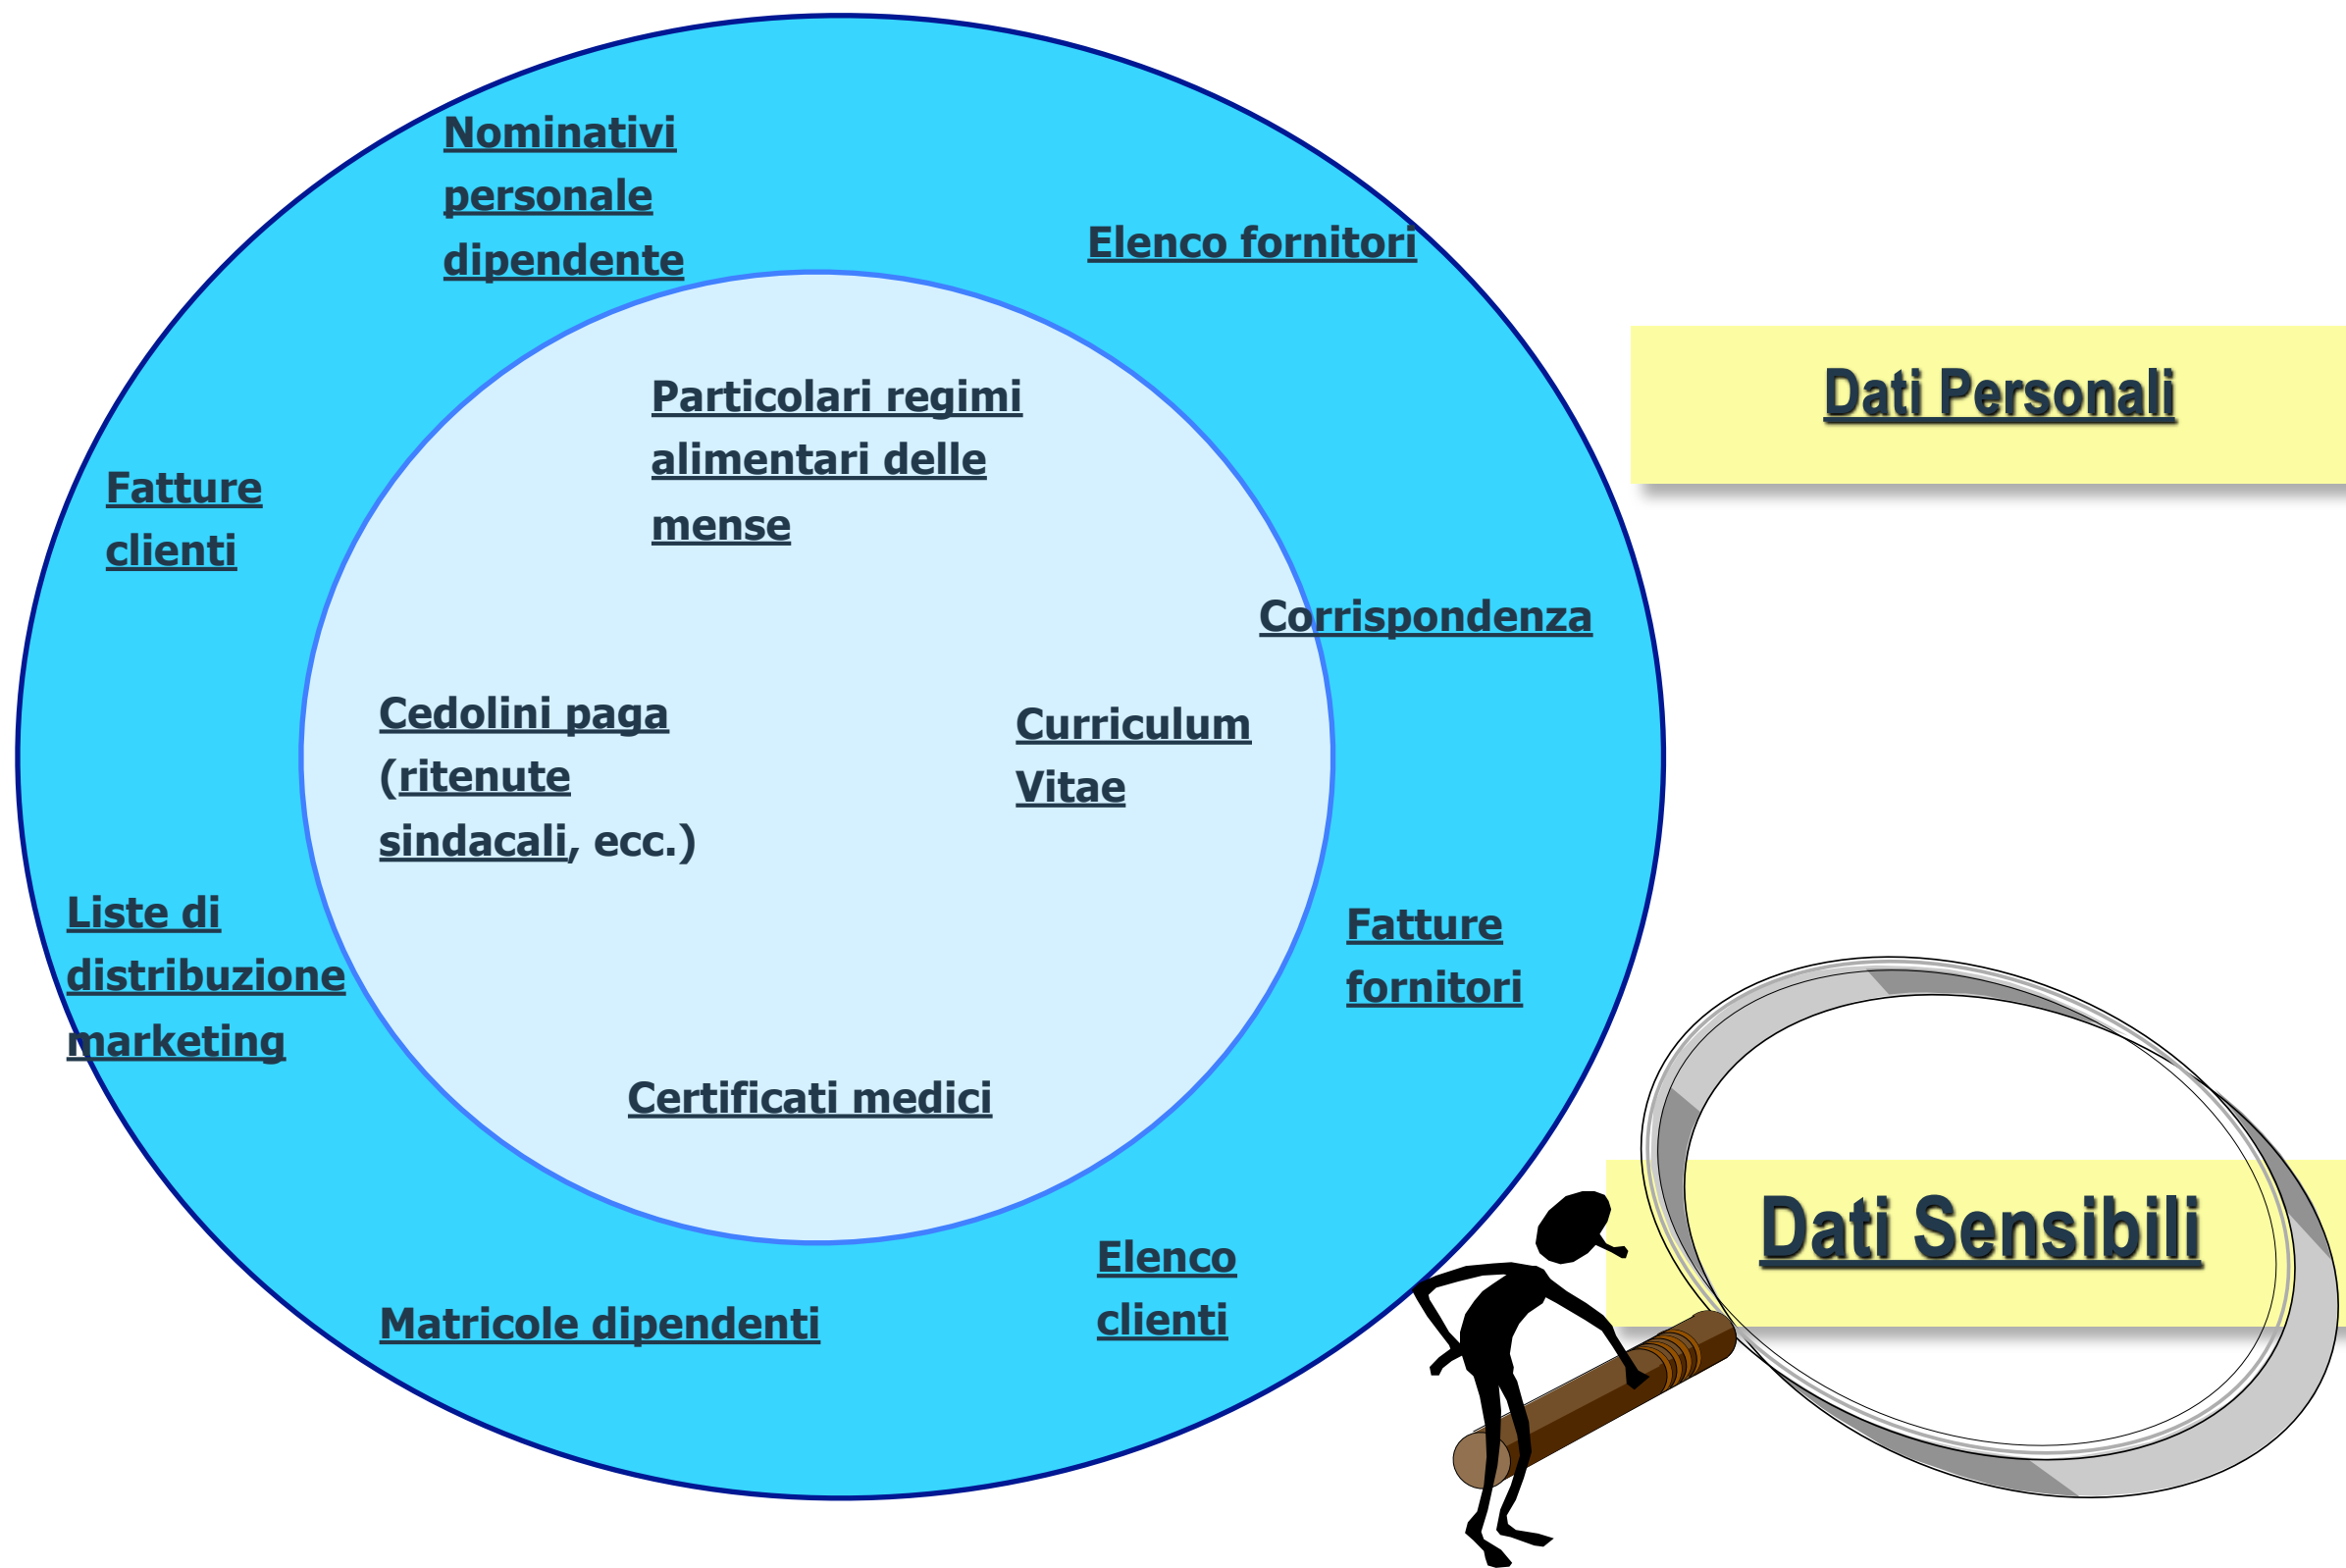 Nominativi
personale
dipendente
Elenco fornitori
Dati Personali
Particolari regimi
alimentari delle
mense
Fatture
clienti
Corrispondenza
Cedolini paga
(ritenute
sindacali, ecc.)
Curriculum
Vitae
Liste di
distribuzione
marketing
Fatture
fornitori
Certificati medici
Dati Sensibili
Elenco
clienti
Matricole dipendenti